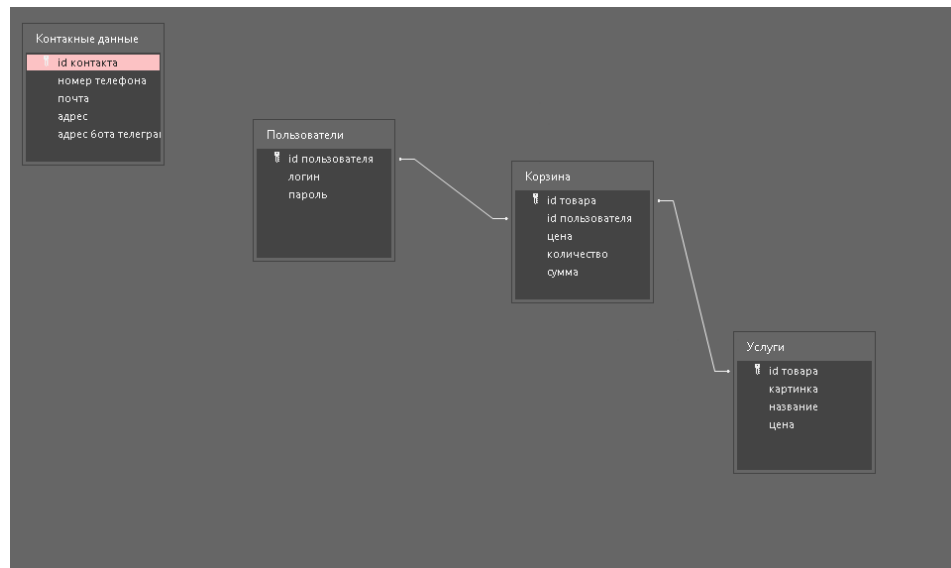 Контакные данные
id контакта
номер телефона
почта
адрес
адрес бота телегра
Пользователи
id пользователя
логин
пароль
Корзина
id товара
id пользователя
цена
количество
сумма
Услуги
id товара
картинка
название
цена